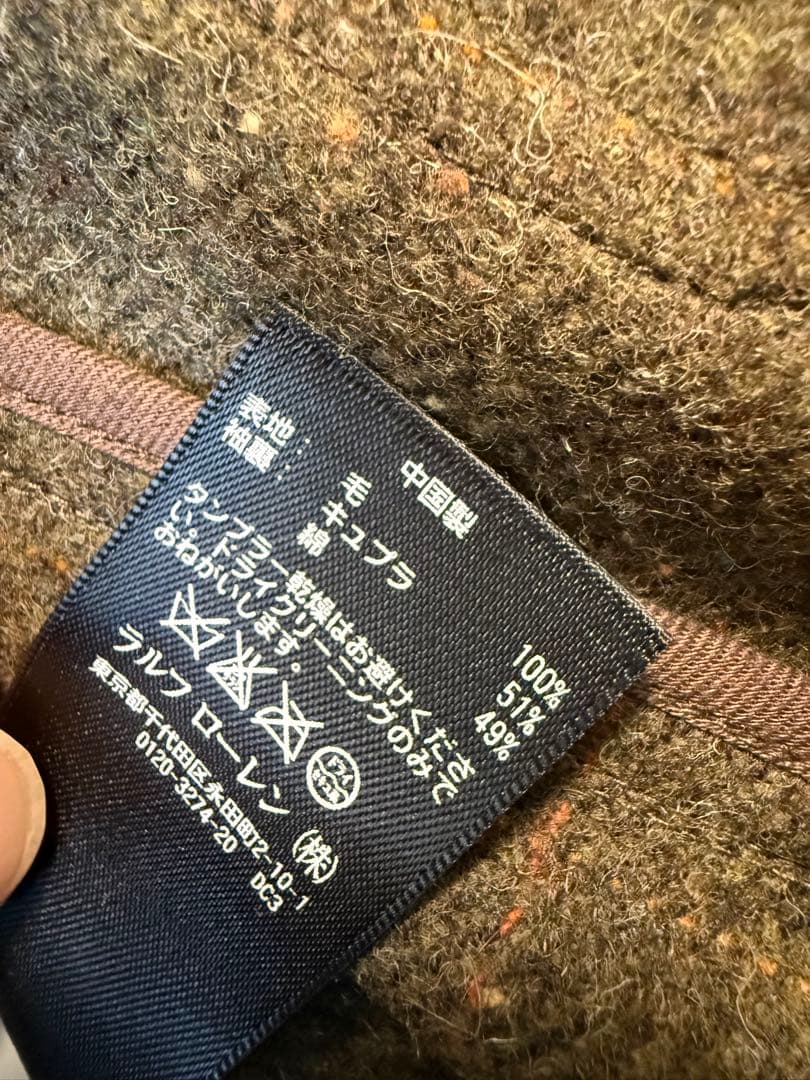 中国製
表地: 毛 100%
袖裏: キュプラ 51%
綿 49%
タンブラー乾燥はお避けくださ
い。ドライクリーニングのみで
おねがいします。
ドライ
ラルフ ローレン (株)
東京都千代田区永田町2-10-1
0120-3274-20 DC3